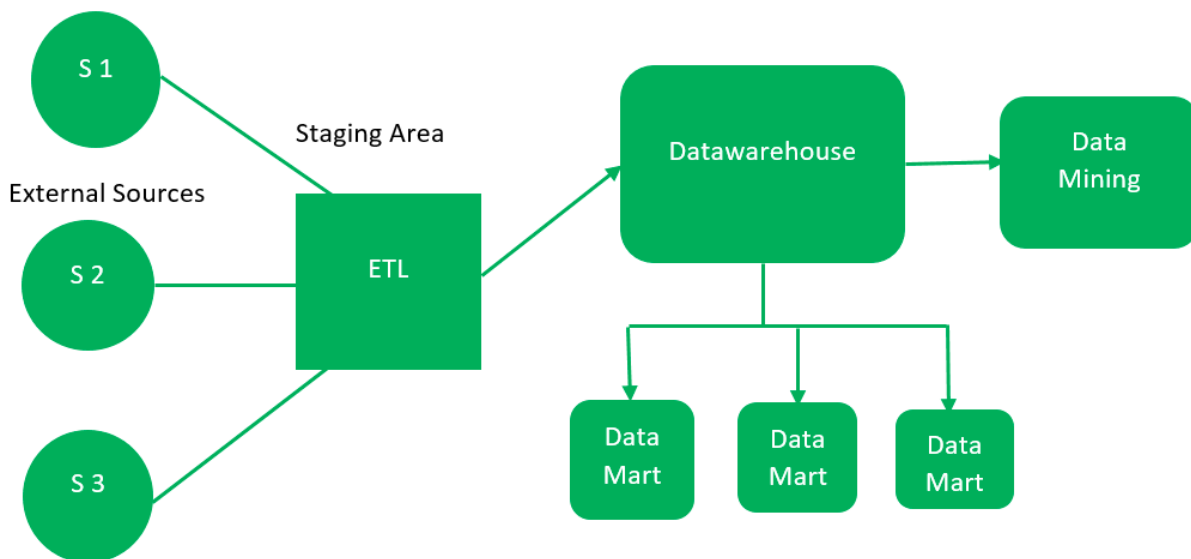 S 1
Staging Area
External Sources
S 2
ETL
S 3
Datawarehouse
Data
Mining
Data
Mart
Data
Mart
Data
Mart